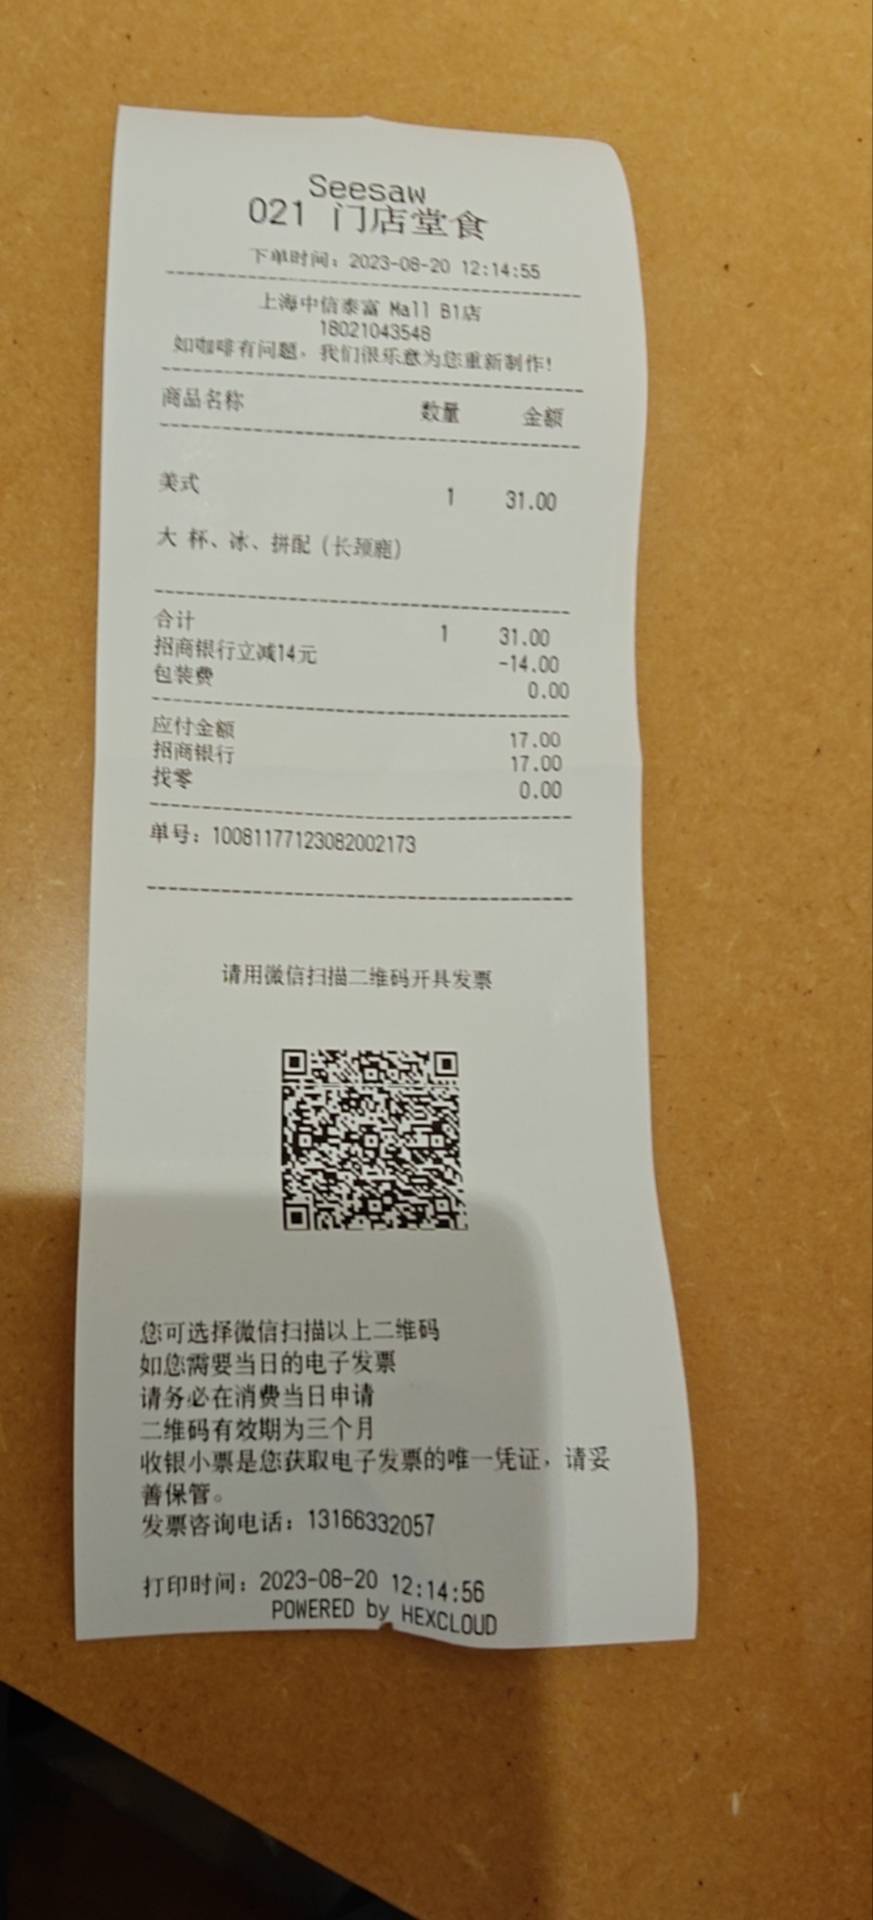 Seesaw
021 门店堂食
下单时间：2023-08-20 12:14:55
上海中信泰富 Mall B1店
18021043548
如咖啡有问题，我们很乐意为您重新制作！
商品名称 数量 金额
美式 1 31.00
大 杯、冰、拼配（长颈鹿）
合计 1 31.00
招商银行立减14元 -14.00
包装费 0.00
应付金额 17.00
招商银行 17.00
找零 0.00
单号：10081177123082002173
请用微信扫描二维码开具发票
您可选择微信扫描以上二维码
如您需要当日的电子发票
请务必在消费当日申请
二维码有效期为三个月
收银小票是您获取电子发票的唯一凭证，请妥
善保管。
发票咨询电话：13166332057
打印时间：2023-08-20 12:14:56
POWERED by HEXCLOUD